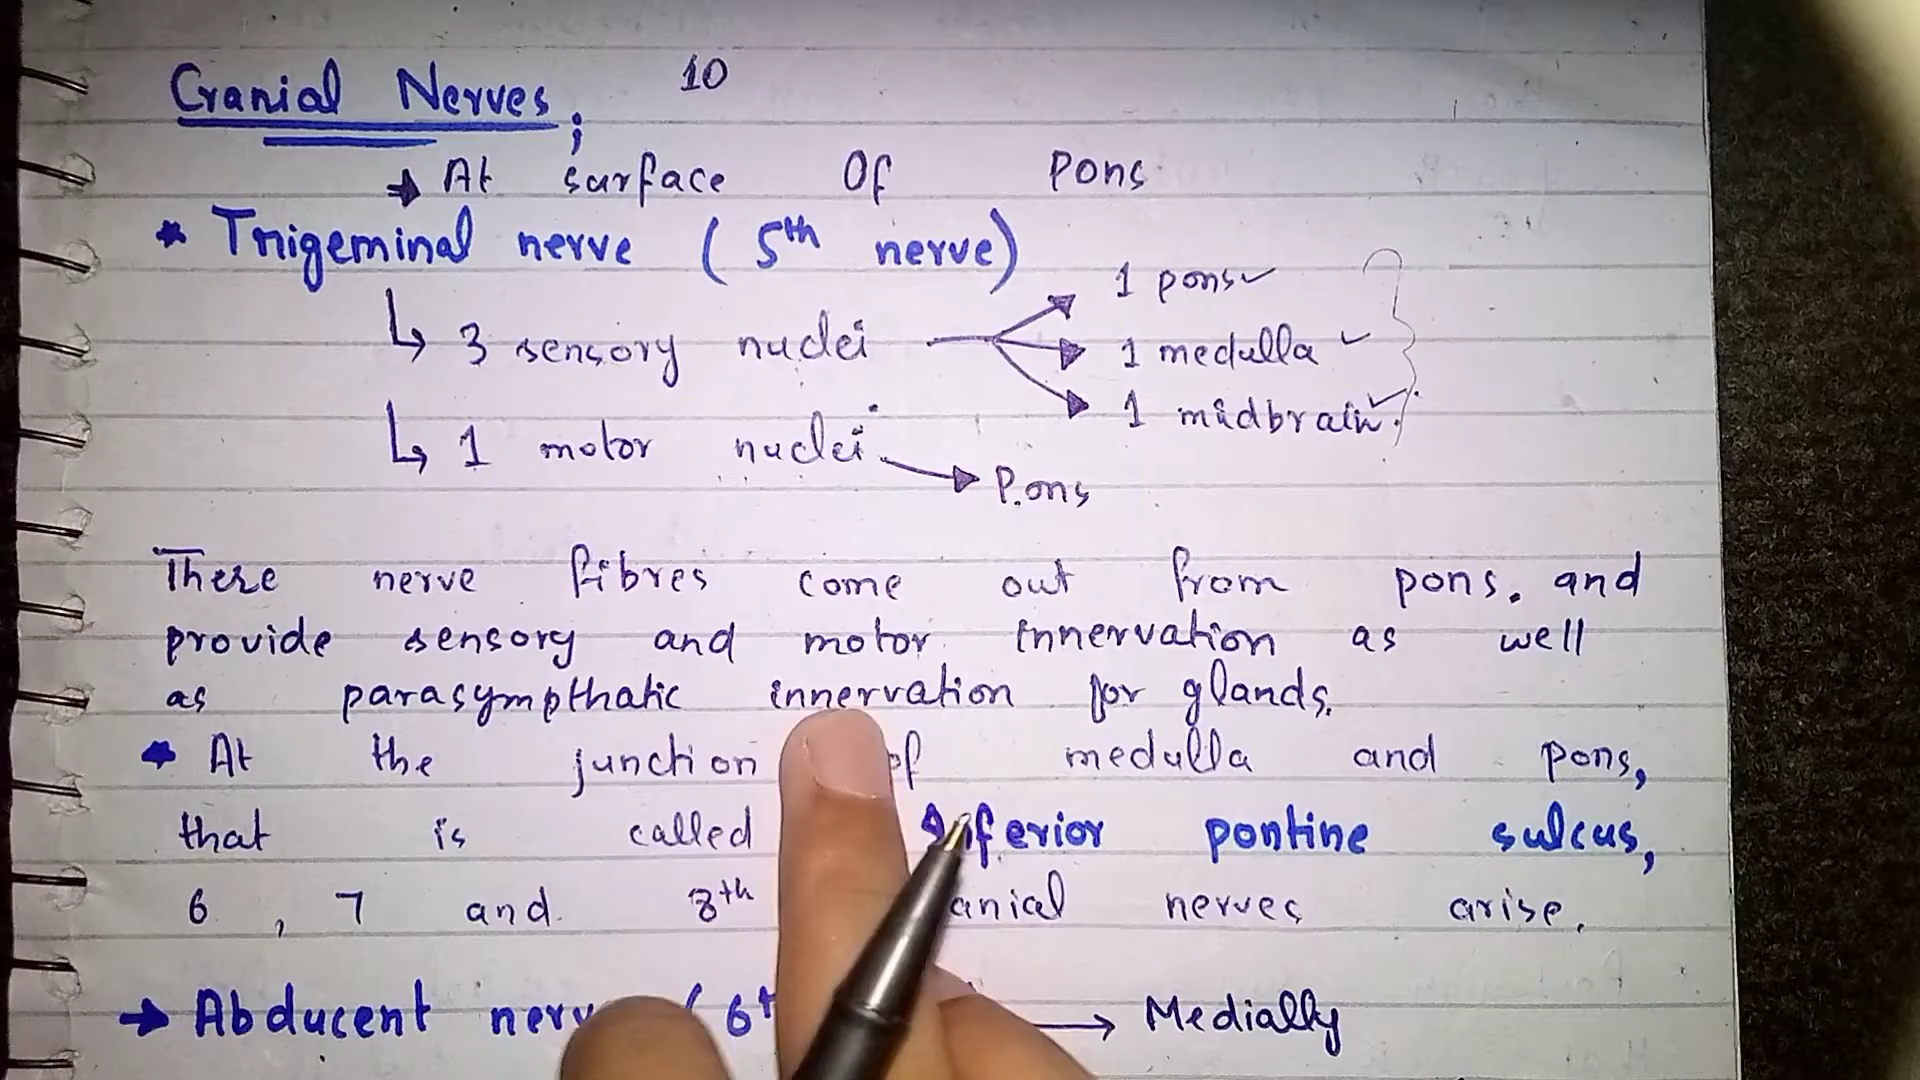 Cranial Nerves; 10
→ At surface Of Pons
* Trigeminal nerve (5th nerve)
↳ 3 sensory nuclei → 1 pons ✓
→ 1 medulla ✓
→ 1 midbrain ✓
↳ 1 motor nuclei → Pons
There nerve fibres come out from pons. and
provide sensory and motor innervation as well
as parasympthatic innervation for glands.
* At the junction of medulla and pons,
that is called pontine sulcus,
6, 7 and 8th nerves arise.
→ Abducent → Medially